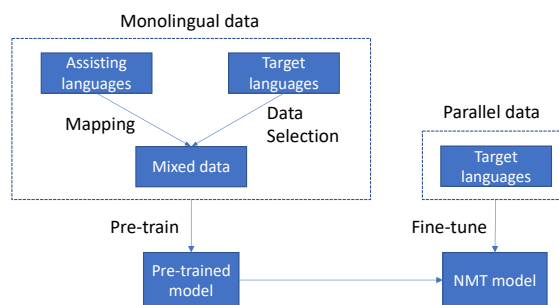 Monolingual data
Assisting
languages
Target
languages
Mapping
Data
Selection
Mixed data
Parallel data
Target
languages
Pre-train
Fine-tune
Pre-trained
model
NMT model